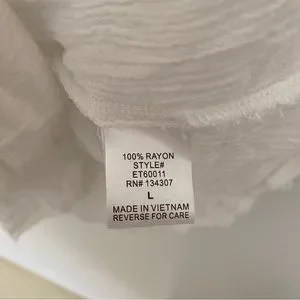 100% RAYON
STYLE#
ET60011
RN# 134307
L
MADE IN VIETNAM
REVERSE FOR CARE